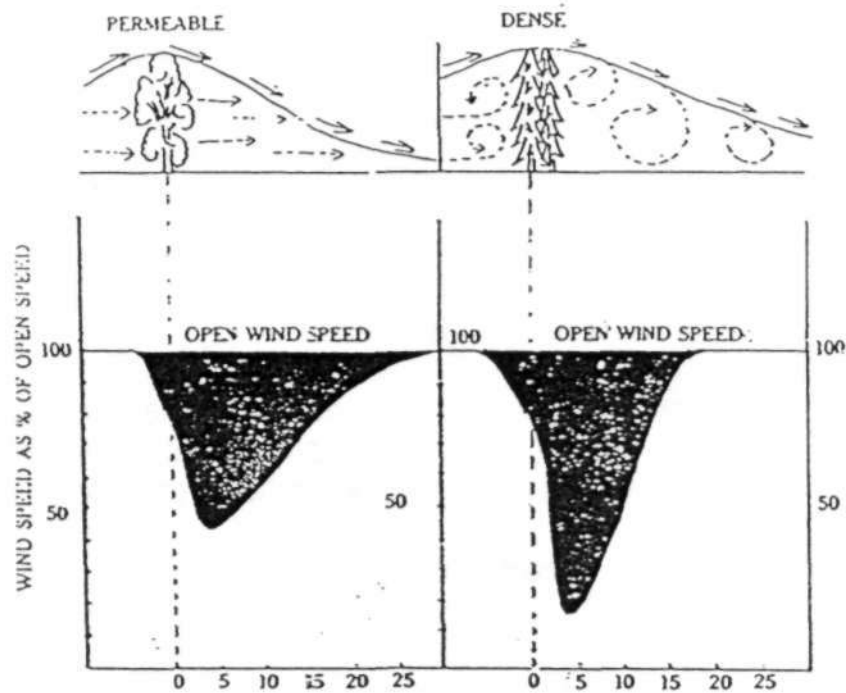 PERMEABLE
DENSE
WIND SPEED AS % OF OPEN SPEED
OPEN WIND SPEED
100
OPEN WIND SPEED
100
100
50
50
50
0 5 10 15 20 25
0 5 10 15 20 25